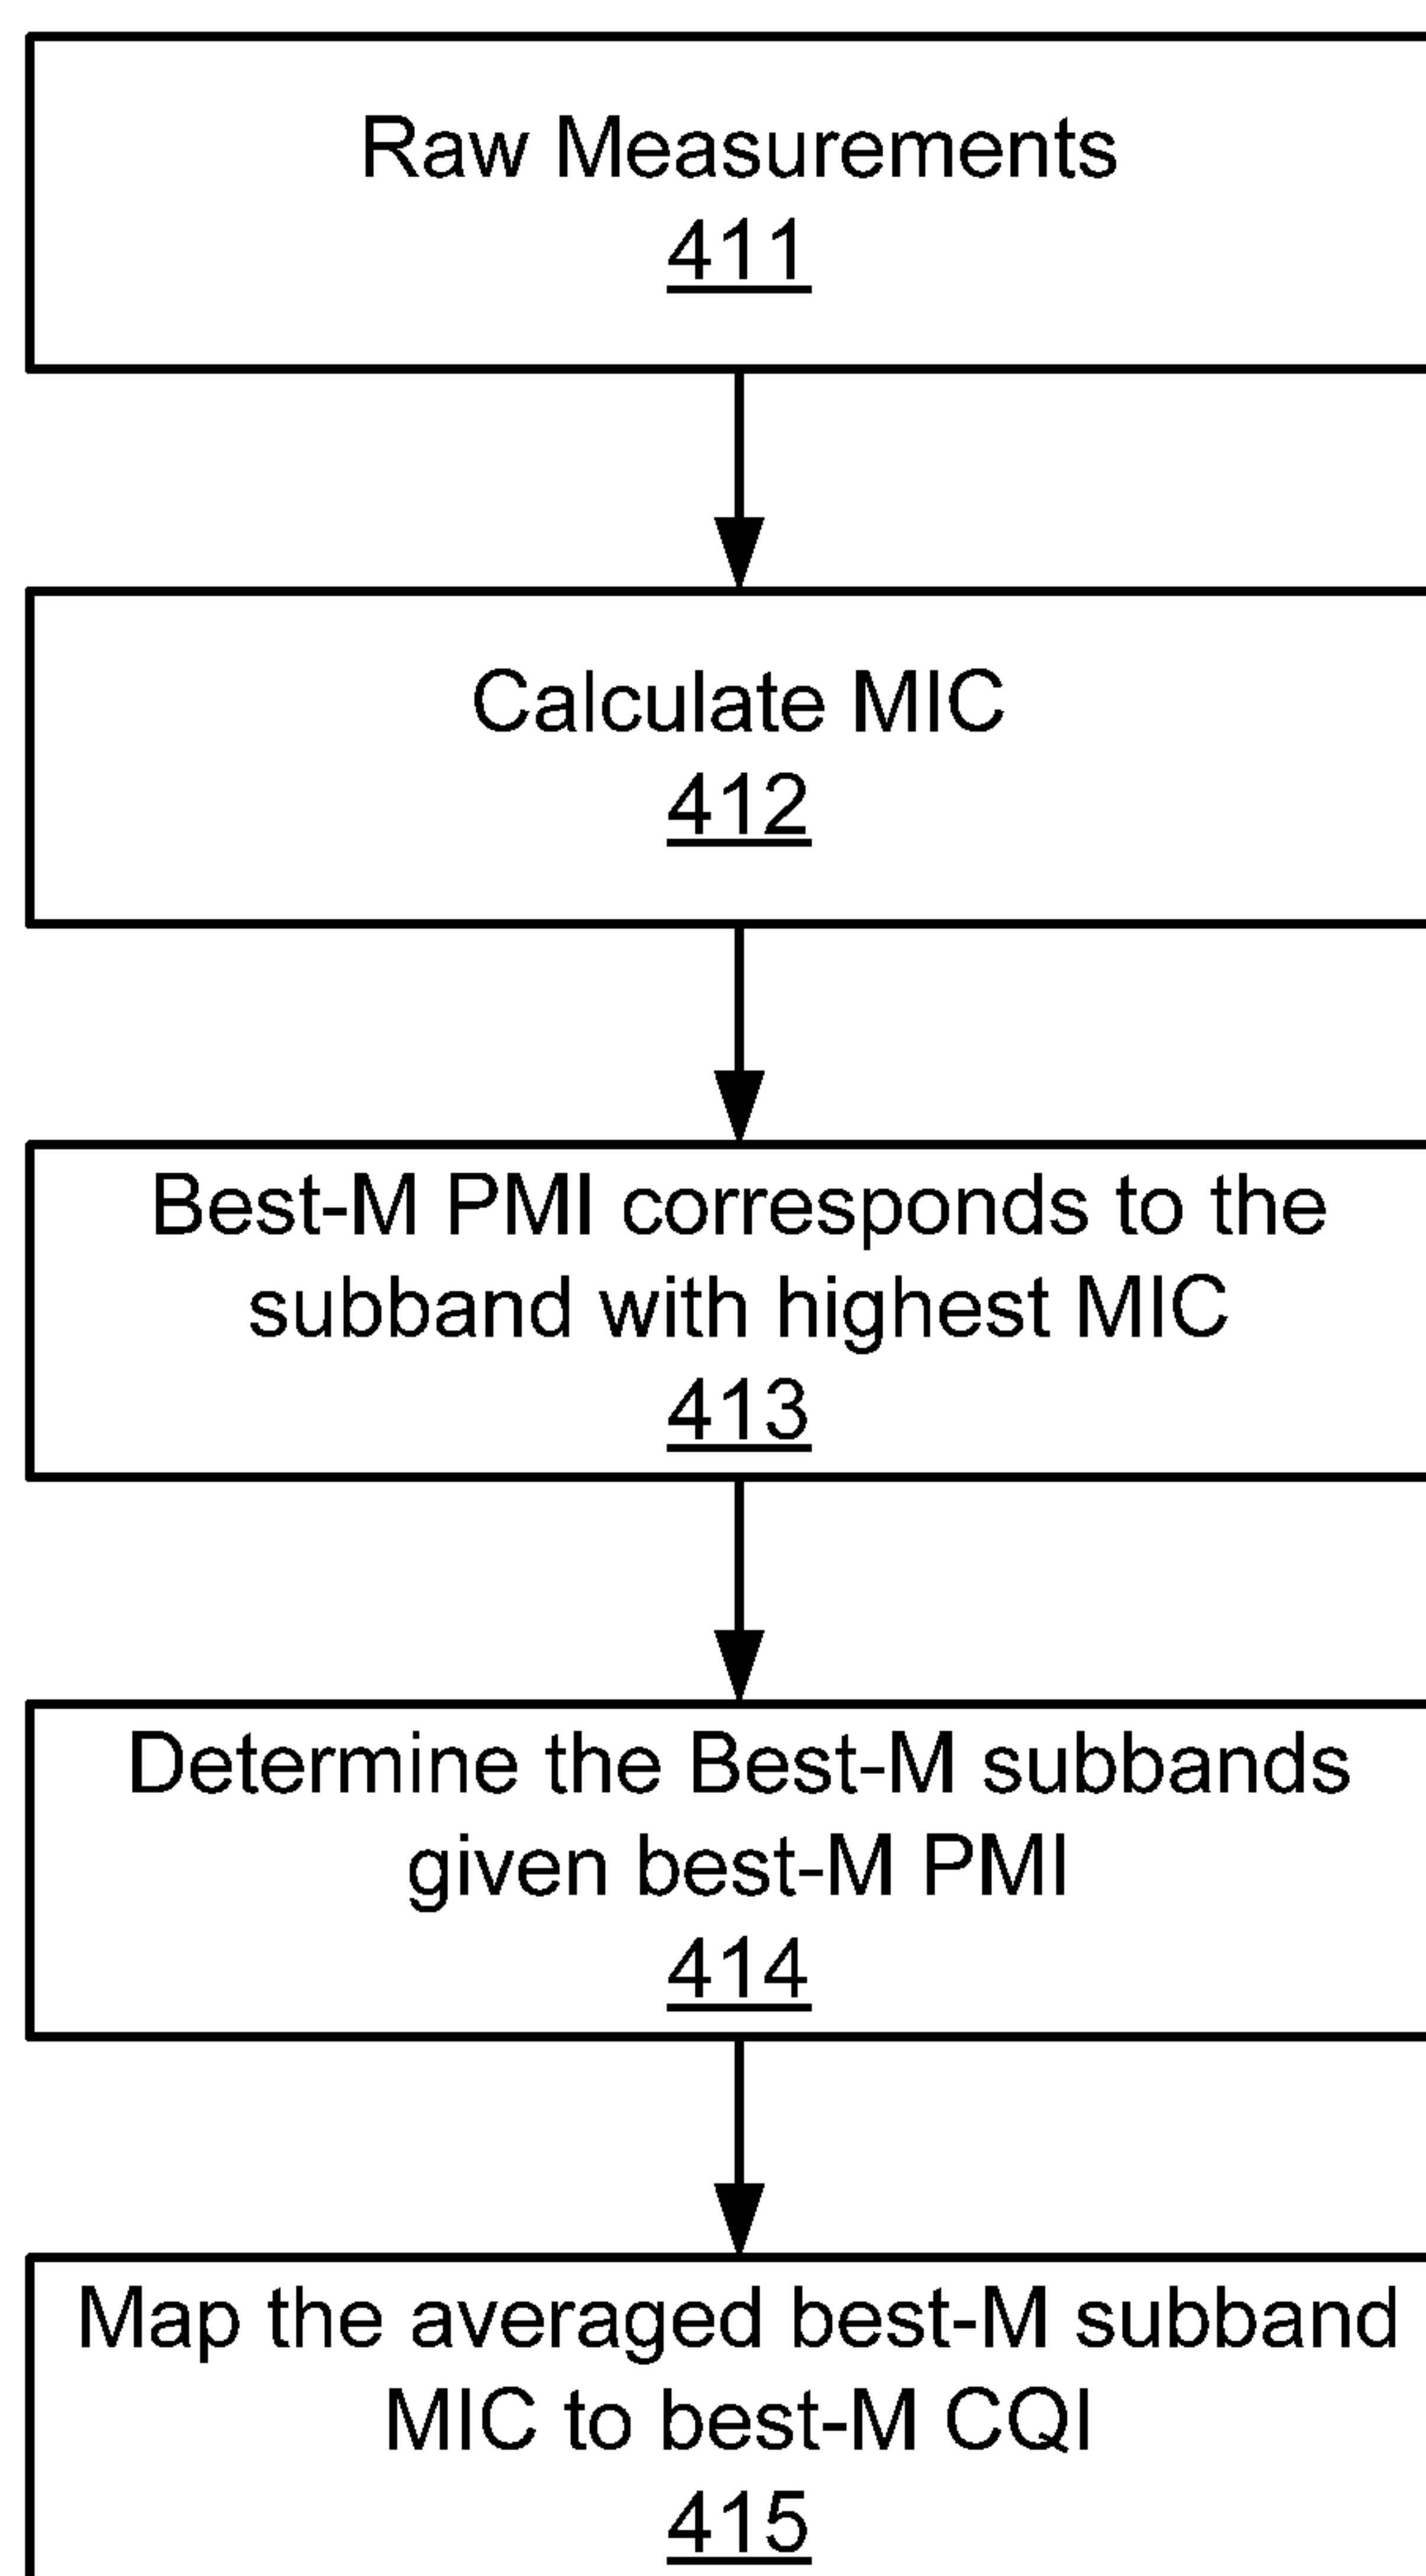 Raw Measurements
411
Calculate MIC
412
Best-M PMI corresponds to the
subband with highest MIC
413
Determine the Best-M subbands
given best-M PMI
414
Map the averaged best-M subband
MIC to best-M CQI
415